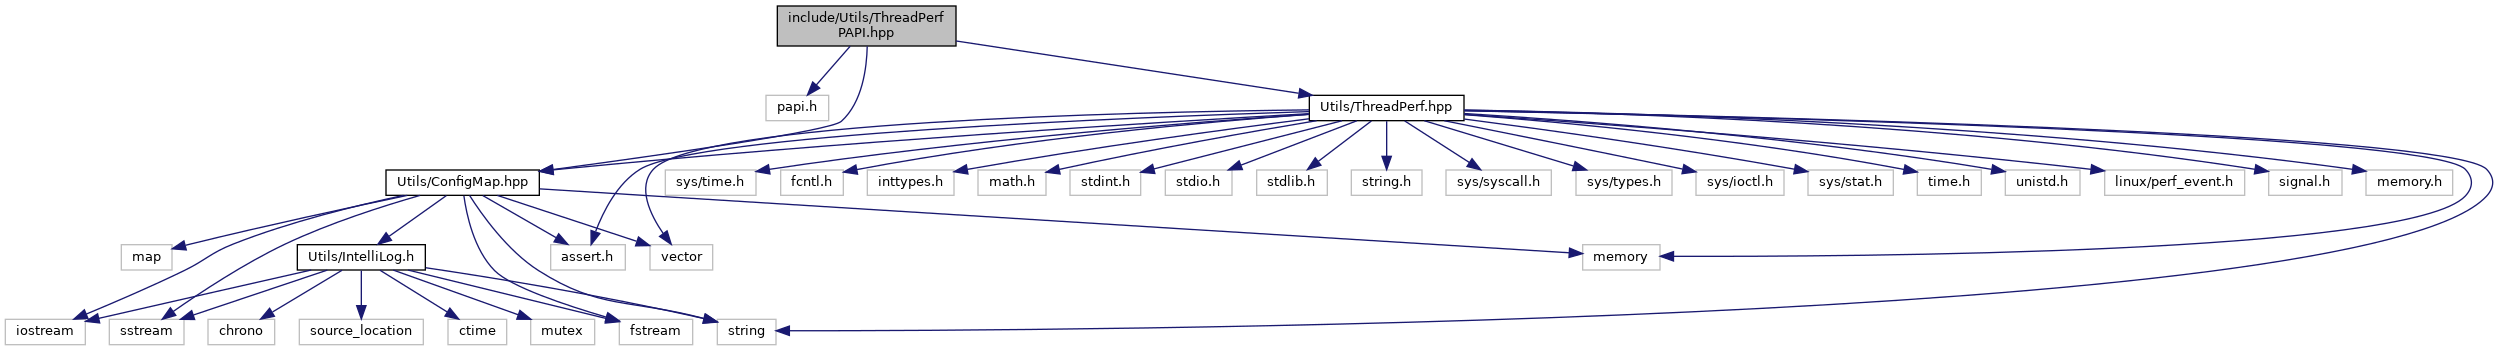 include/Utils/ThreadPerf
PAPI.hpp
papi.h
Utils/ThreadPerf.hpp
Utils/ConfigMap.hpp
sys/time.h
fcntl.h
inttypes.h
math.h
stdint.h
stdio.h
stdlib.h
string.h
sys/syscall.h
sys/types.h
sys/ioctl.h
sys/stat.h
time.h
unistd.h
linux/perf_event.h
signal.h
memory.h
map
Utils/IntelliLog.h
assert.h
vector
memory
iostream
sstream
chrono
source_location
ctime
mutex
fstream
string